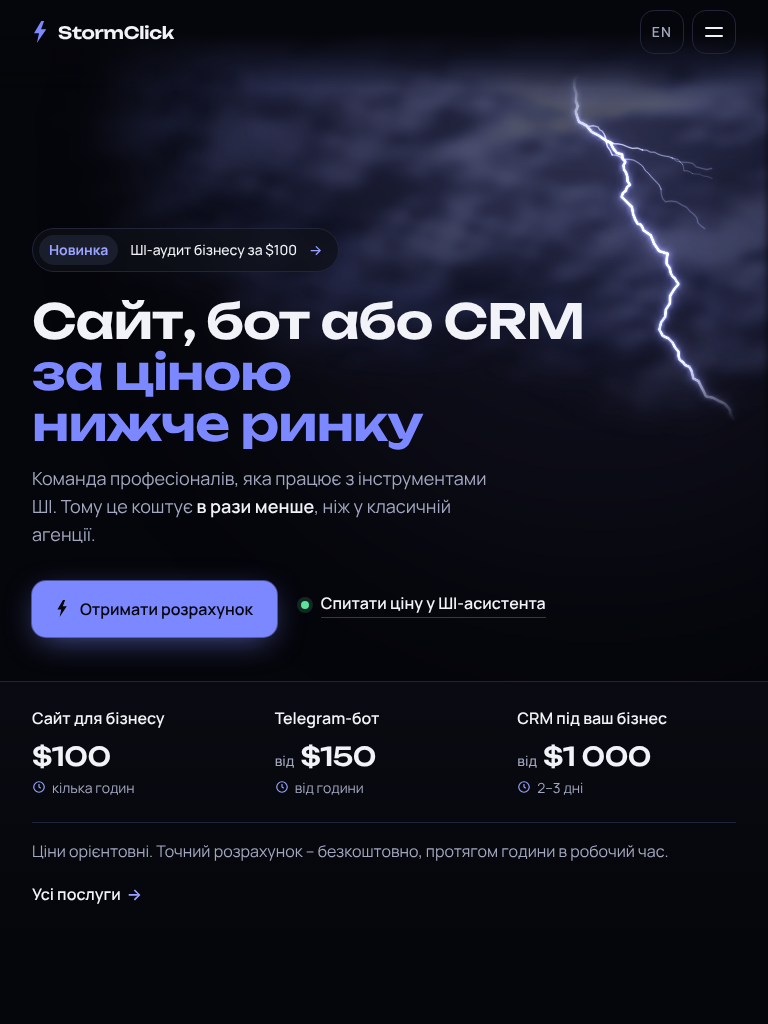 StormClick
EN
Новинка ШІ-аудит бізнесу за $100 →
Сайт, бот або CRM
за ціною
нижче ринку
Команда професіоналів, яка працює з інструментами
ШІ. Тому це коштує в рази менше, ніж у класичній
агенції.
Отримати розрахунок
Спитати ціну у ШІ-асистента
Сайт для бізнесу
$100
кілька годин
Telegram-бот
від $150
від години
CRM під ваш бізнес
від $1 000
2–3 дні
Ціни орієнтовні. Точний розрахунок – безкоштовно, протягом години в робочий час.
Усі послуги →